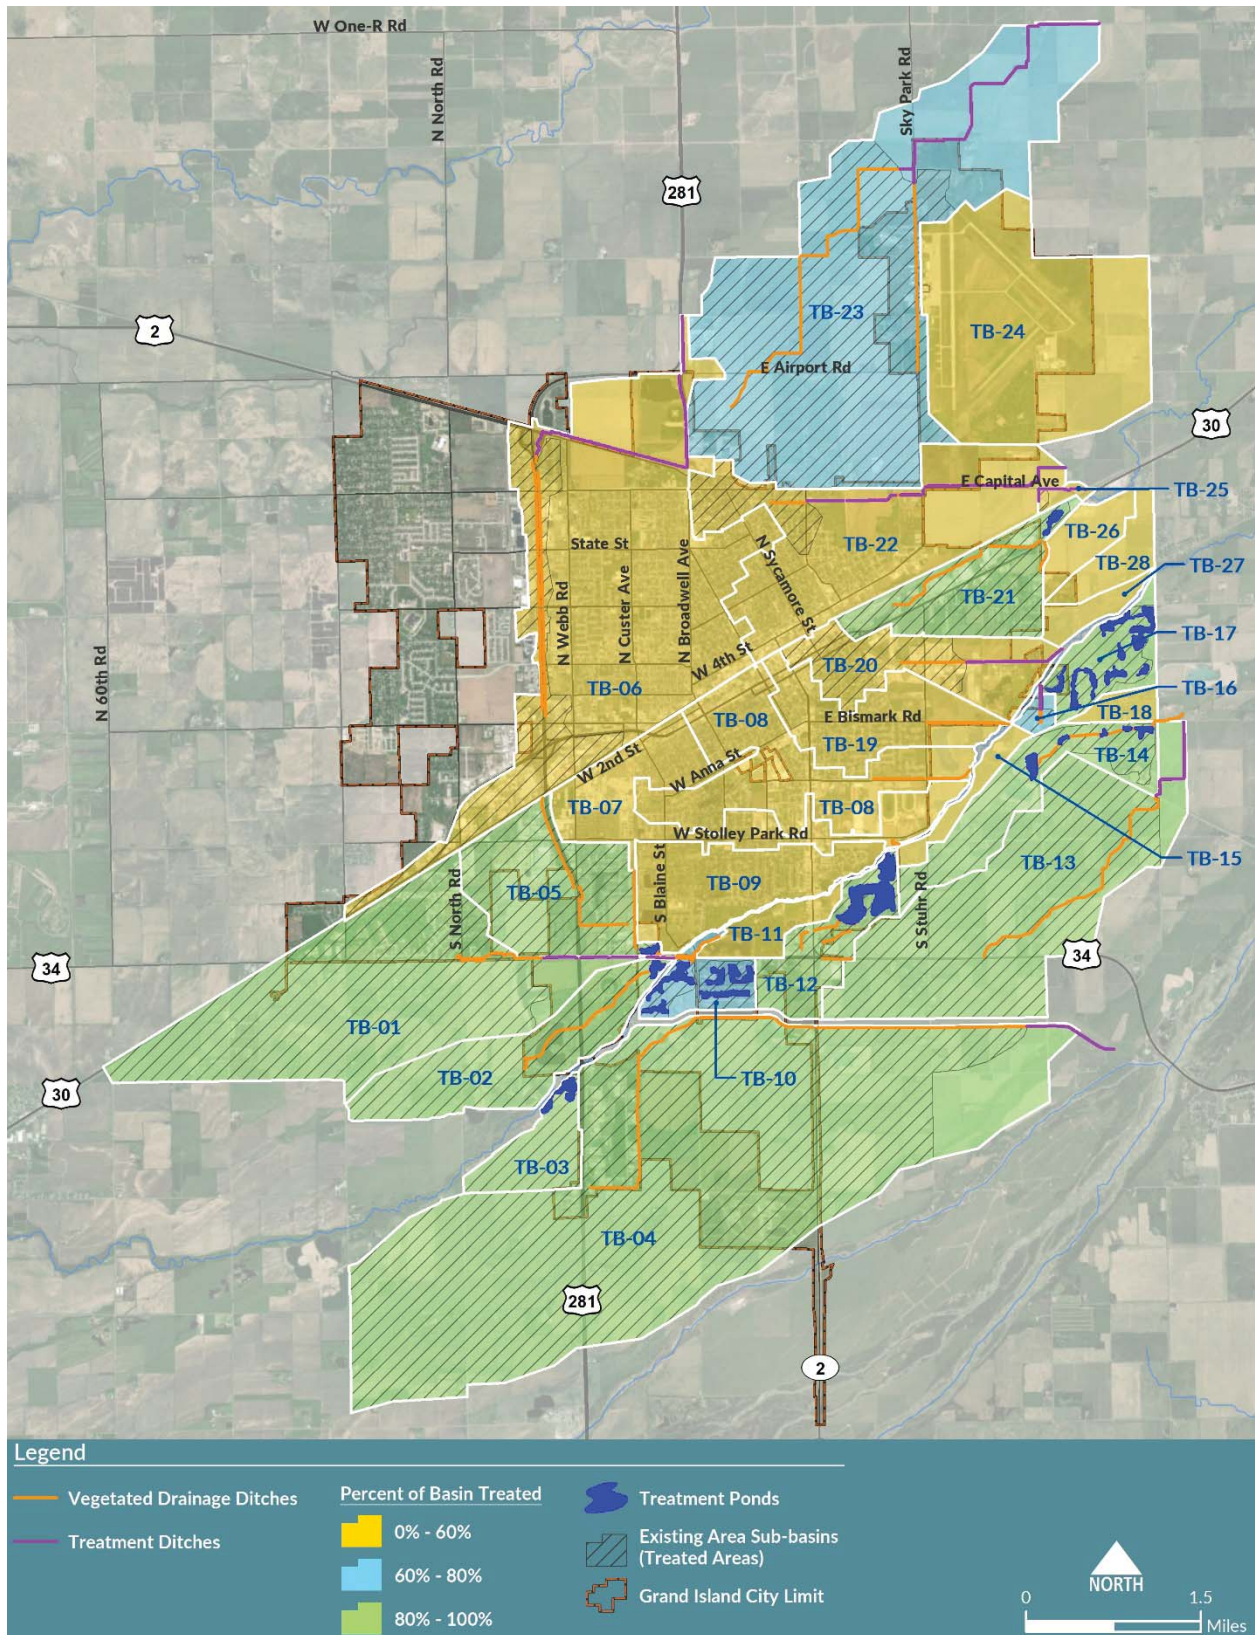 W One-R Rd
N North Rd
Sky Park Rd
281
2
TB-23
TB-24
E Airport Rd
30
E Capital Ave
TB-25
State St
N Sycamore St
TB-22
TB-26
TB-28
TB-27
N Webb Rd
N Custer Ave
N Broadwell Ave
TB-21
TB-17
N 60th Rd
W 4th St
TB-20
TB-06
TB-16
TB-18
TB-08
E Bismark Rd
TB-19
TB-14
W 2nd St
W Anna St
TB-07
TB-08
W Stolley Park Rd
TB-15
TB-13
S Blaine St
TB-09
S North Rd
TB-05
S Stuhr Rd
TB-11
34
34
TB-12
TB-01
TB-02
TB-10
30
TB-03
TB-04
281
2
Legend
Vegetated Drainage Ditches
Treatment Ditches
Percent of Basin Treated
0% - 60%
60% - 80%
80% - 100%
Treatment Ponds
Existing Area Sub-basins
(Treated Areas)
Grand Island City Limit
NORTH
0 1.5
Miles